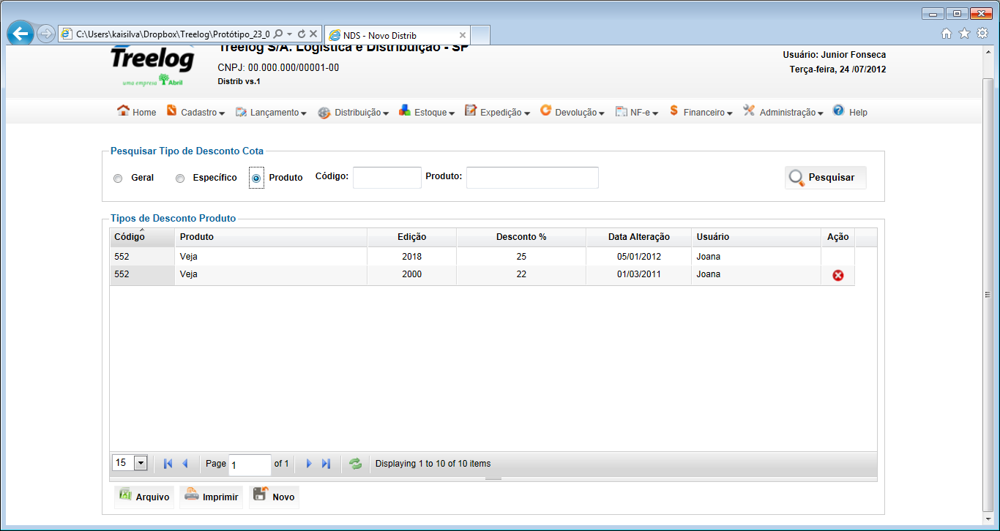 C:\Users\kaisilva\Dropbox\Treelog\Protótipo_23_0
NDS - Novo Distrib
Treelog
uma empresa Abril
Treelog S/A. Logística e Distribuição - SP
CNPJ: 00.000.000/00001-00
Distrib vs.1
Usuário: Junior Fonseca
Terça-feira, 24 /07/2012
Home Cadastro Lançamento Distribuição Estoque Expedição Devolução NF-e Financeiro Administração Help
Pesquisar Tipo de Desconto Cota
Geral Específico Produto Código: Produto: Pesquisar
Tipos de Desconto Produto
Código Produto Edição Desconto % Data Alteração Usuário Ação
552 Veja 2018 25 05/01/2012 Joana
552 Veja 2000 22 01/03/2011 Joana
15 Page 1 of 1 Displaying 1 to 10 of 10 items
Arquivo Imprimir Novo